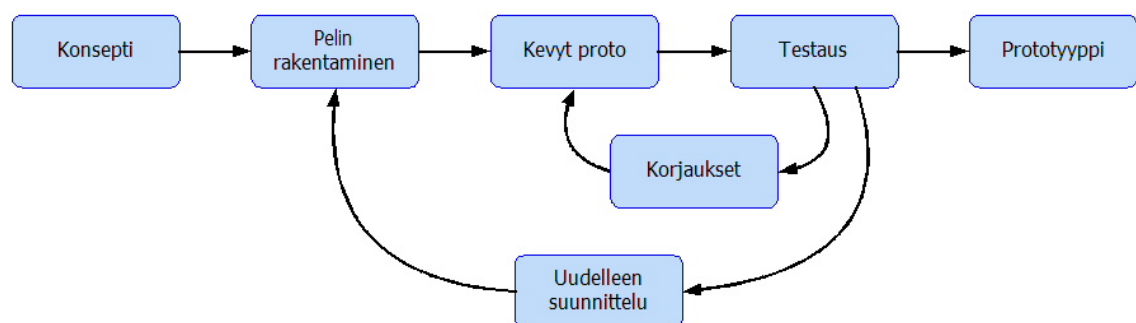 Konsepti
Pelin
rakentaminen
Kevyt proto
Testaus
Prototyyppi
Korjaukset
Uudelleen
suunnittelu